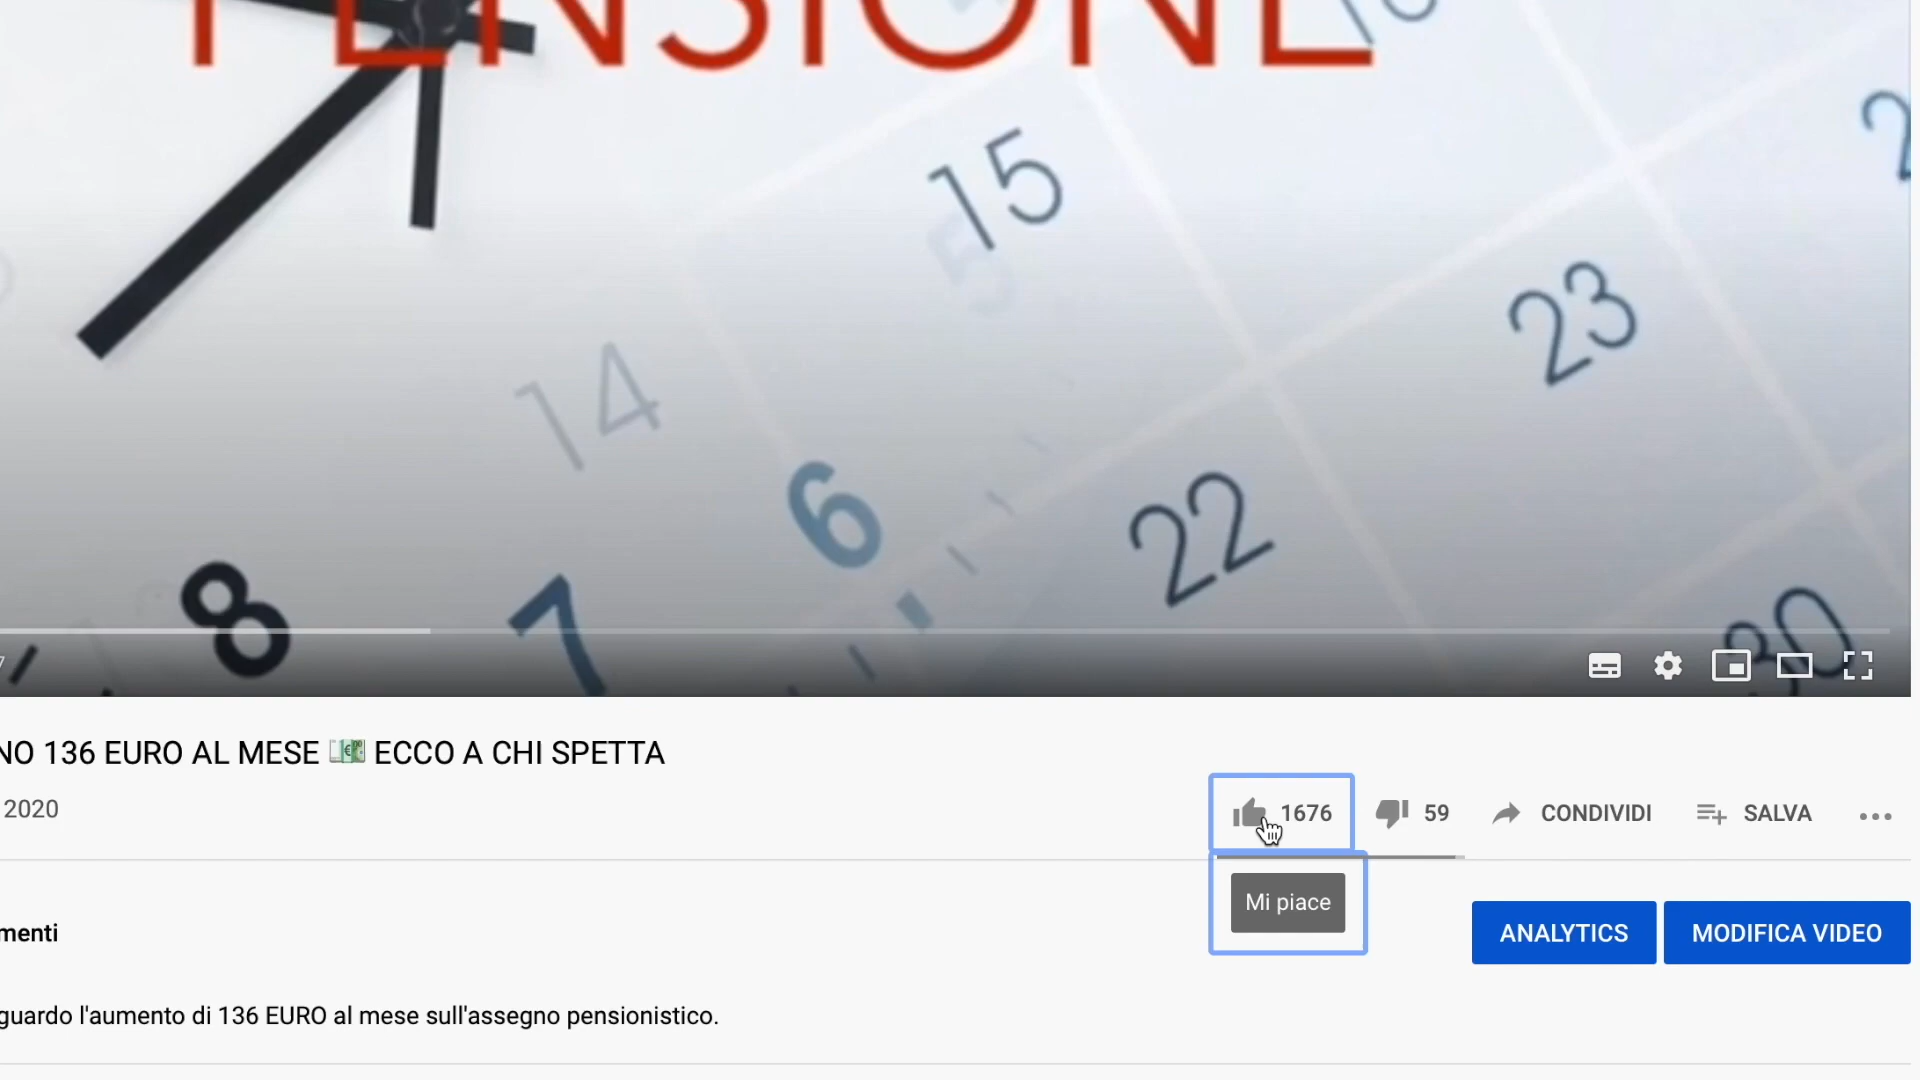 PENSIONE
15
23
14
6
22
8
7
30
NO 136 EURO AL MESE 💶 ECCO A CHI SPETTA
2020
1676
59
CONDIVIDI
SALVA
Mi piace
menti
ANALYTICS
MODIFICA VIDEO
guardo l'aumento di 136 EURO al mese sull'assegno pensionistico.